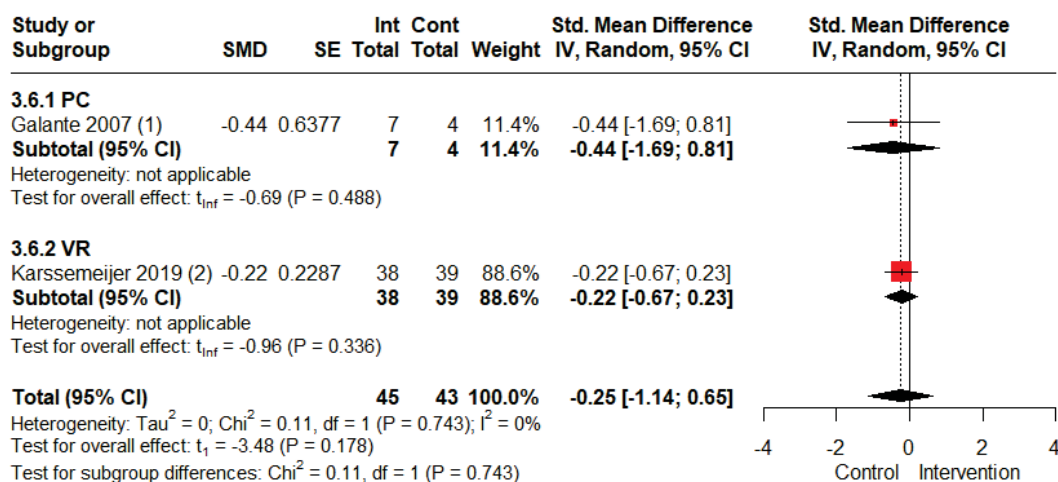 Study or Int Cont Std. Mean Difference Std. Mean Difference
Subgroup SMD SE Total Total Weight IV, Random, 95% CI IV, Random, 95% CI
3.6.1 PC
Galante 2007 (1) -0.44 0.6377 7 4 11.4% -0.44 [-1.69; 0.81]
Subtotal (95% CI) 7 4 11.4% -0.44 [-1.69; 0.81]
Heterogeneity: not applicable
Test for overall effect: t_Inf = -0.69 (P = 0.488)
3.6.2 VR
Karssemeijer 2019 (2) -0.22 0.2287 38 39 88.6% -0.22 [-0.67; 0.23]
Subtotal (95% CI) 38 39 88.6% -0.22 [-0.67; 0.23]
Heterogeneity: not applicable
Test for overall effect: t_Inf = -0.96 (P = 0.336)
Total (95% CI) 45 43 100.0% -0.25 [-1.14; 0.65]
Heterogeneity: Tau² = 0; Chi² = 0.11, df = 1 (P = 0.743); I² = 0%
Test for overall effect: t₁ = -3.48 (P = 0.178)
Test for subgroup differences: Chi² = 0.11, df = 1 (P = 0.743)
-4 -2 0 2 4
Control Intervention